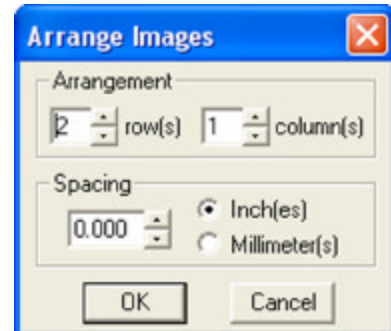 Arrange Images
Arrangement
2 row(s) 1 column(s)
Spacing
0.000
Inch(es)
Millimeter(s)
OK Cancel